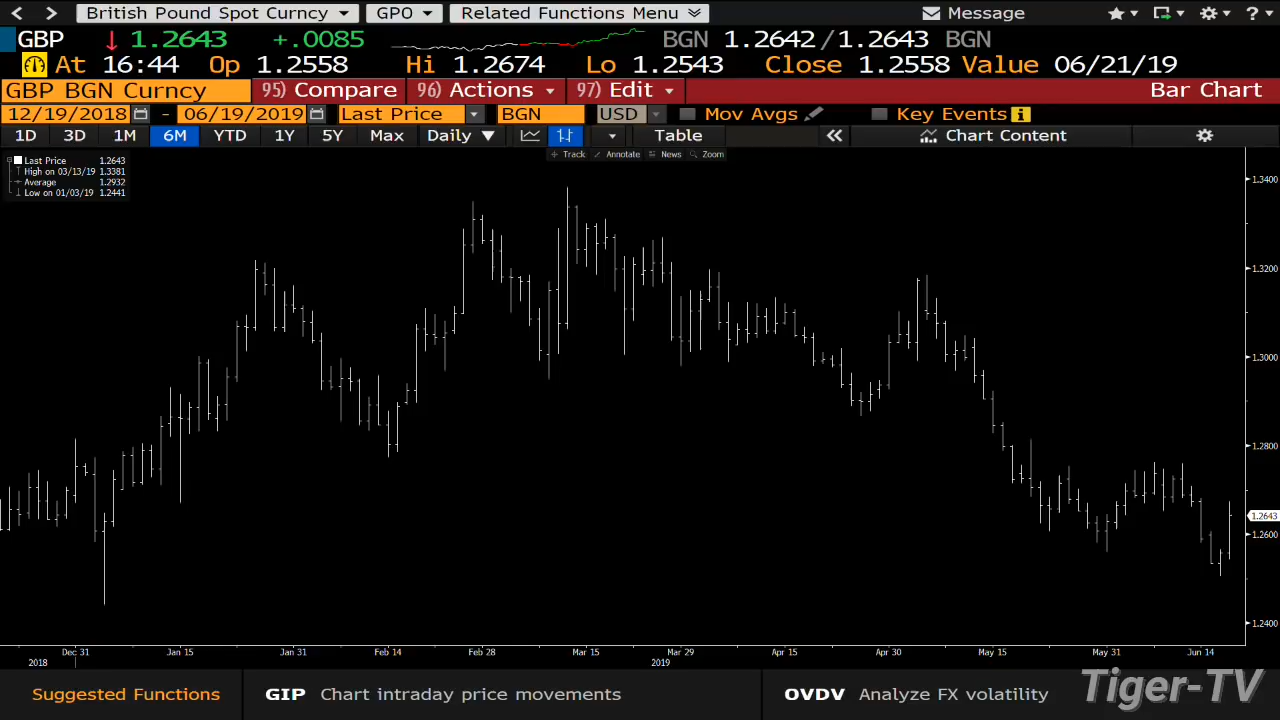 British Pound Spot Curncy GPO Related Functions Menu Message ?
GBP ↓ 1.2643 +.0085 BGN 1.2642/1.2643 BGN
At 16:44 Op 1.2558 Hi 1.2674 Lo 1.2543 Close 1.2558 Value 06/21/19
GBP BGN Curncy 95) Compare 96) Actions 97) Edit Bar Chart
12/19/2018 - 06/19/2019 Last Price BGN USD Mov Avgs Key Events i
1D 3D 1M 6M YTD 1Y 5Y Max Daily ▼ Table « Chart Content
Track Annotate News Zoom
Last Price 1.2643
High on 03/13/19 1.3381
Average 1.2932
Low on 01/03/19 1.2441
1.3400
1.3200
1.3000
1.2800
1.2643
1.2600
1.2400
Dec 31 Jan 15 Jan 31 Feb 14 Feb 28 Mar 15 Mar 29 Apr 15 Apr 30 May 15 May 31 Jun 14
2018 2019
Suggested Functions GIP Chart intraday price movements OVDV Analyze FX volatility
Tiger-TV